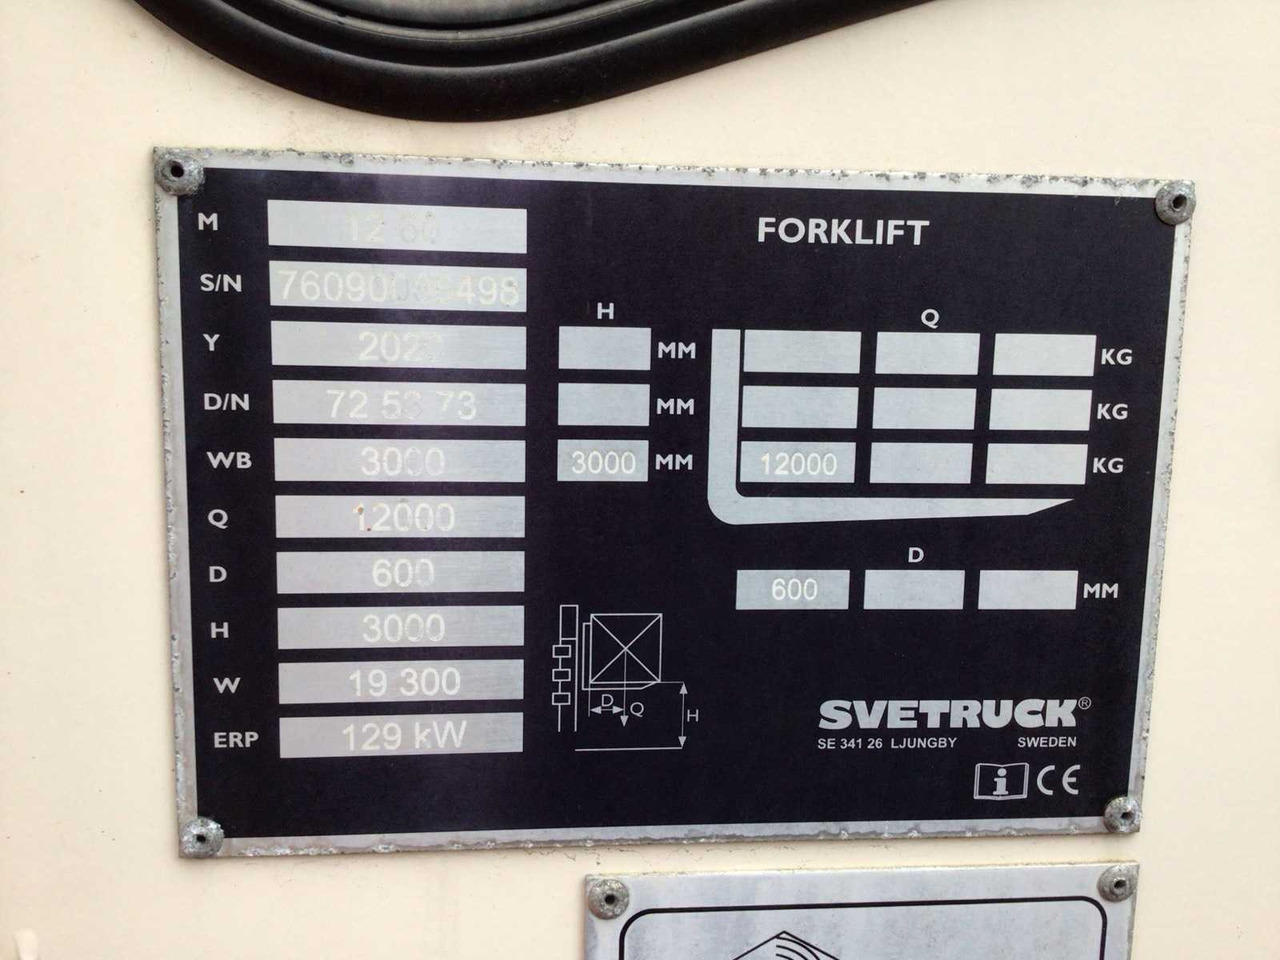 FORKLIFT
M 12
S/N
Y
D/N 72 53 73
WB 3000
Q 12000
D 600
H 3000
W 19 300
ERP 129 kW
H Q
MM KG
MM KG
3000 MM 12000 KG
D
600 MM
D Q H
SVETRUCK®
SE 341 26 LJUNGBY SWEDEN
i CE